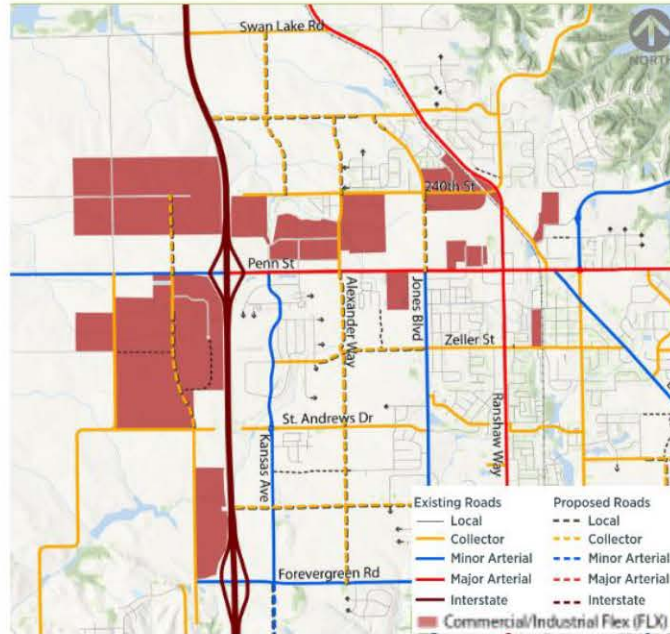 Swan Lake Rd
NORTH
240th St
Penn St
Alexander Way
Jones Blvd
Zeller St
St. Andrews Dr
Kansas Ave
Ranshaw Way
Forevergreen Rd
Existing Roads
Local
Collector
Minor Arterial
Major Arterial
Interstate
Proposed Roads
Local
Collector
Minor Arterial
Major Arterial
Interstate
Commercial/Industrial Flex (FLX)